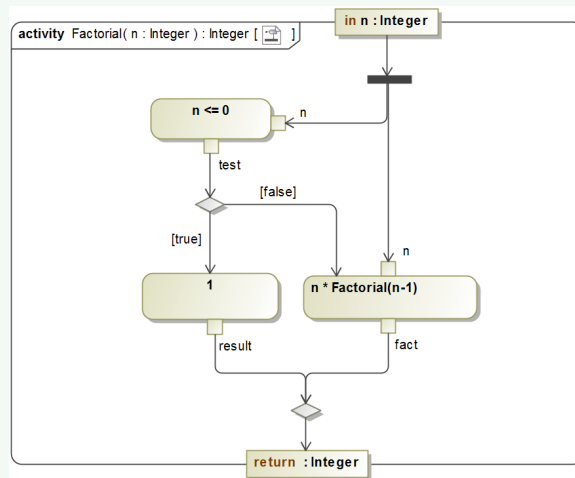 in n : Integer
activity Factorial( n : Integer ) : Integer [ ]
n <= 0
n
test
[false]
[true]
n
1
n * Factorial(n-1)
result
fact
return : Integer